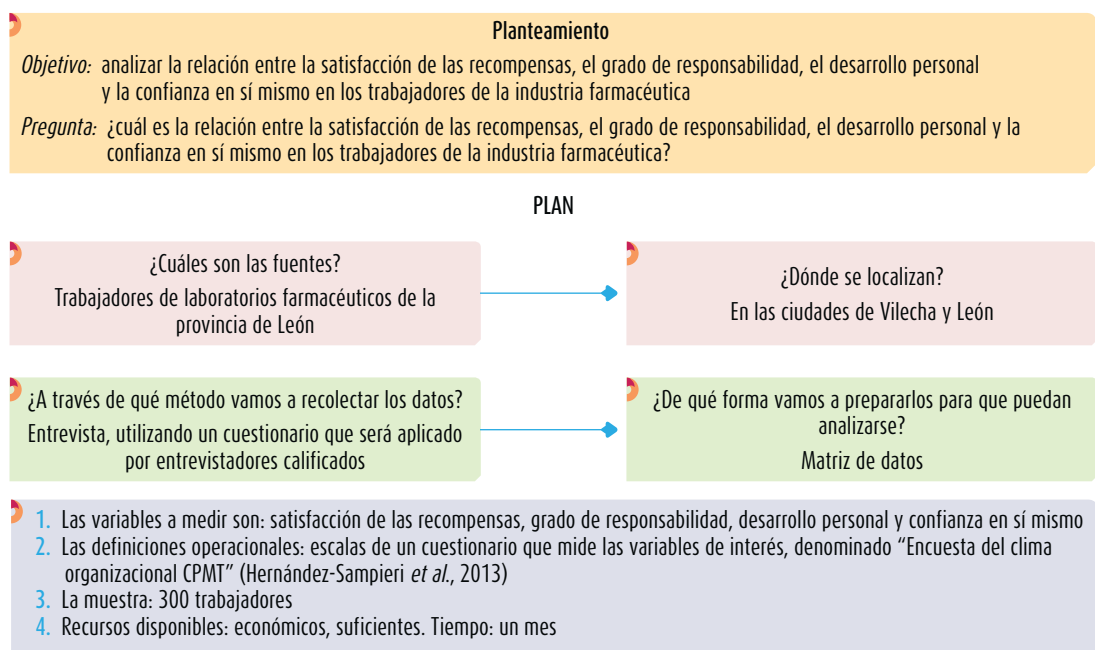 Planteamiento
Objetivo: analizar la relación entre la satisfacción de las recompensas, el grado de responsabilidad, el desarrollo personal
y la confianza en sí mismo en los trabajadores de la industria farmacéutica
Pregunta: ¿cuál es la relación entre la satisfacción de las recompensas, el grado de responsabilidad, el desarrollo personal y la
confianza en sí mismo en los trabajadores de la industria farmacéutica?
PLAN
¿Cuáles son las fuentes?
Trabajadores de laboratorios farmacéuticos de la
provincia de León
¿Dónde se localizan?
En las ciudades de Vilecha y León
¿A través de qué método vamos a recolectar los datos?
Entrevista, utilizando un cuestionario que será aplicado
por entrevistadores calificados
¿De qué forma vamos a prepararlos para que puedan
analizarse?
Matriz de datos
1. Las variables a medir son: satisfacción de las recompensas, grado de responsabilidad, desarrollo personal y confianza en sí mismo
2. Las definiciones operacionales: escalas de un cuestionario que mide las variables de interés, denominado “Encuesta del clima
organizacional CPMT” (Hernández-Sampieri et al., 2013)
3. La muestra: 300 trabajadores
4. Recursos disponibles: económicos, suficientes. Tiempo: un mes